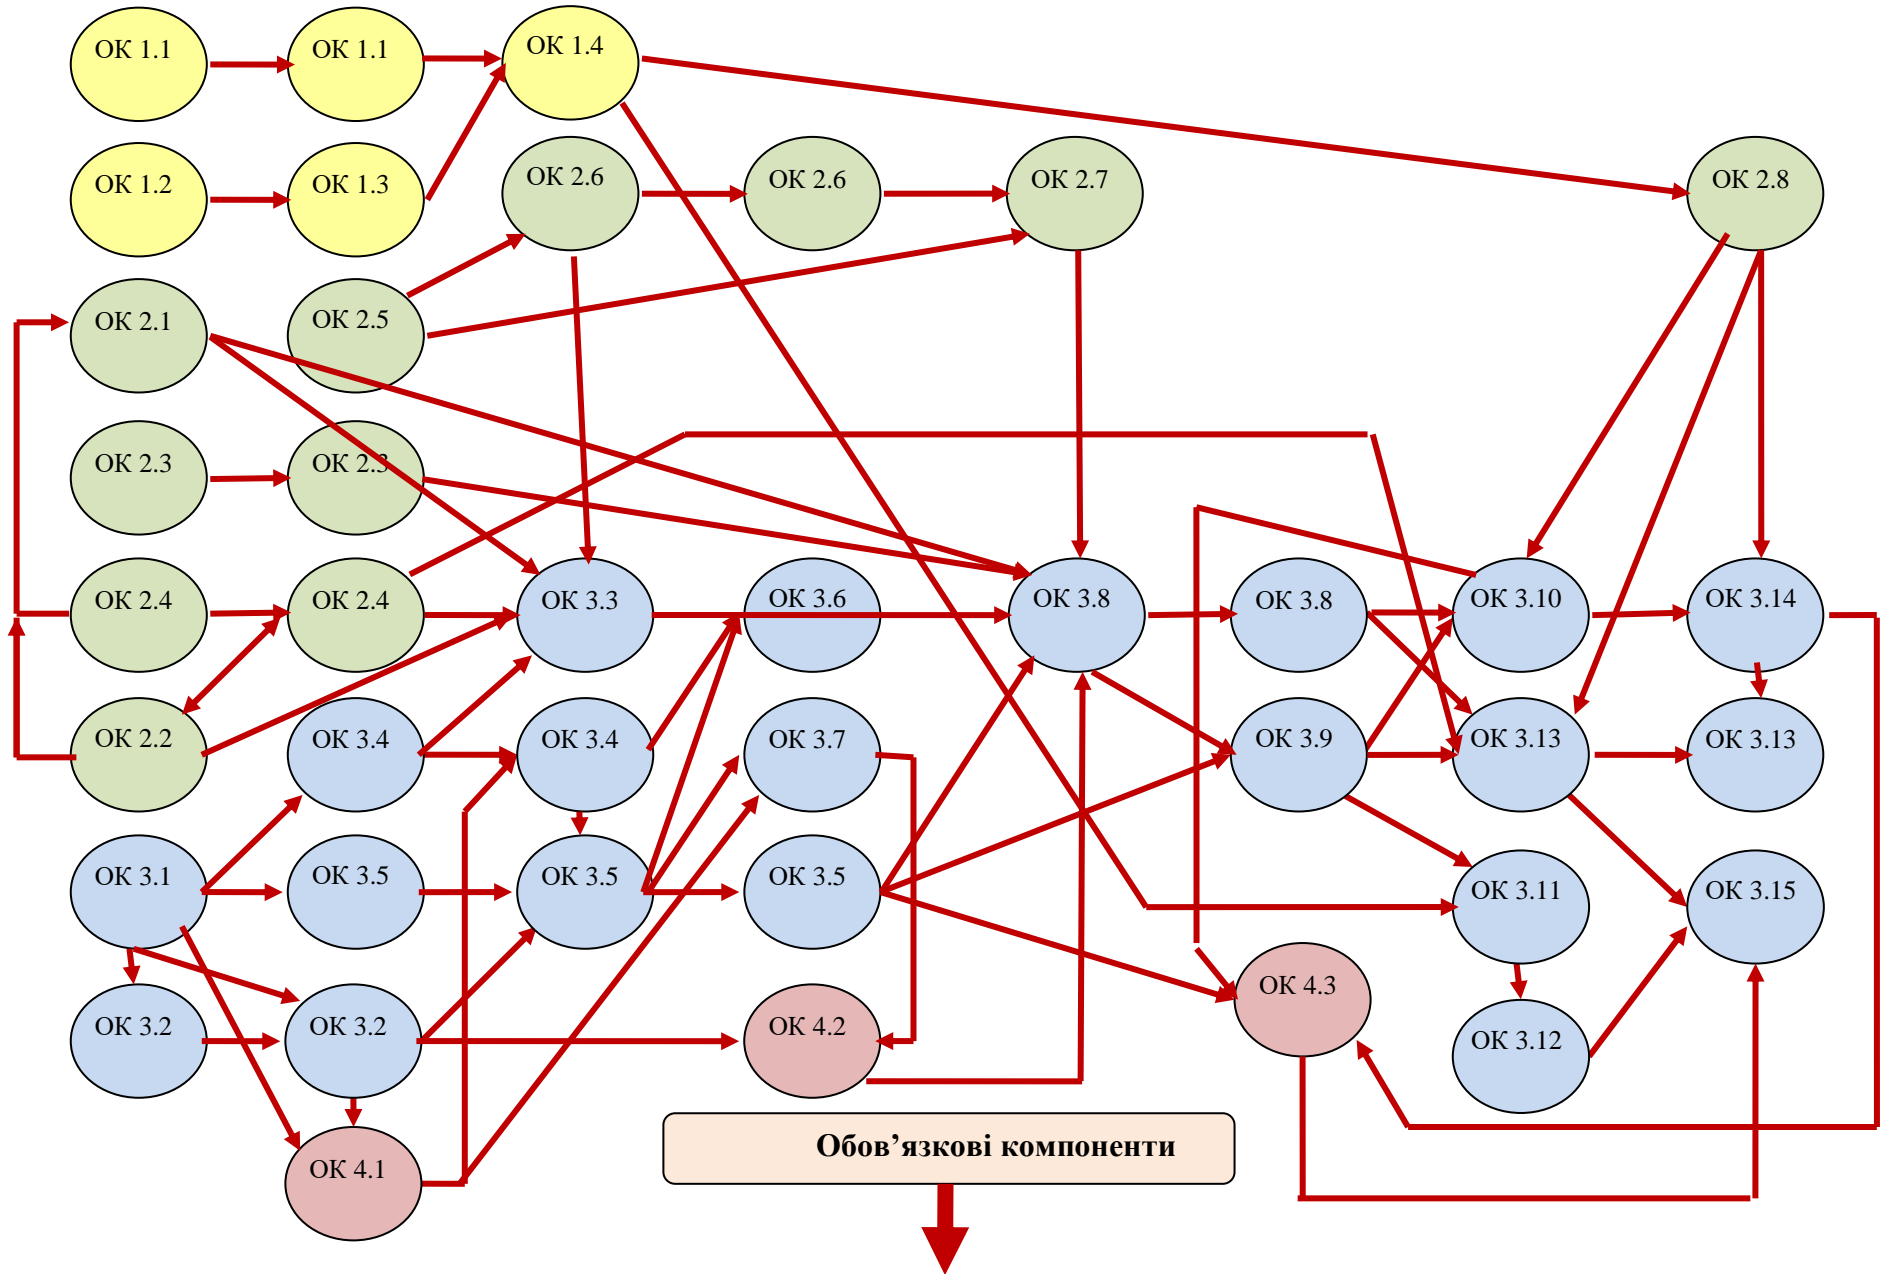 ОК 1.1
ОК 1.1
ОК 1.4
ОК 1.2
ОК 1.3
ОК 2.6
ОК 2.6
ОК 2.7
ОК 2.8
ОК 2.1
ОК 2.5
ОК 2.3
ОК 2.3
ОК 2.4
ОК 2.4
ОК 3.3
ОК 3.6
ОК 3.8
ОК 3.8
ОК 3.10
ОК 3.14
ОК 2.2
ОК 3.4
ОК 3.4
ОК 3.7
ОК 3.9
ОК 3.13
ОК 3.13
ОК 3.1
ОК 3.5
ОК 3.5
ОК 3.5
ОК 3.11
ОК 3.15
ОК 3.2
ОК 3.2
ОК 4.2
ОК 4.3
ОК 3.12
ОК 4.1
Обов’язкові компоненти